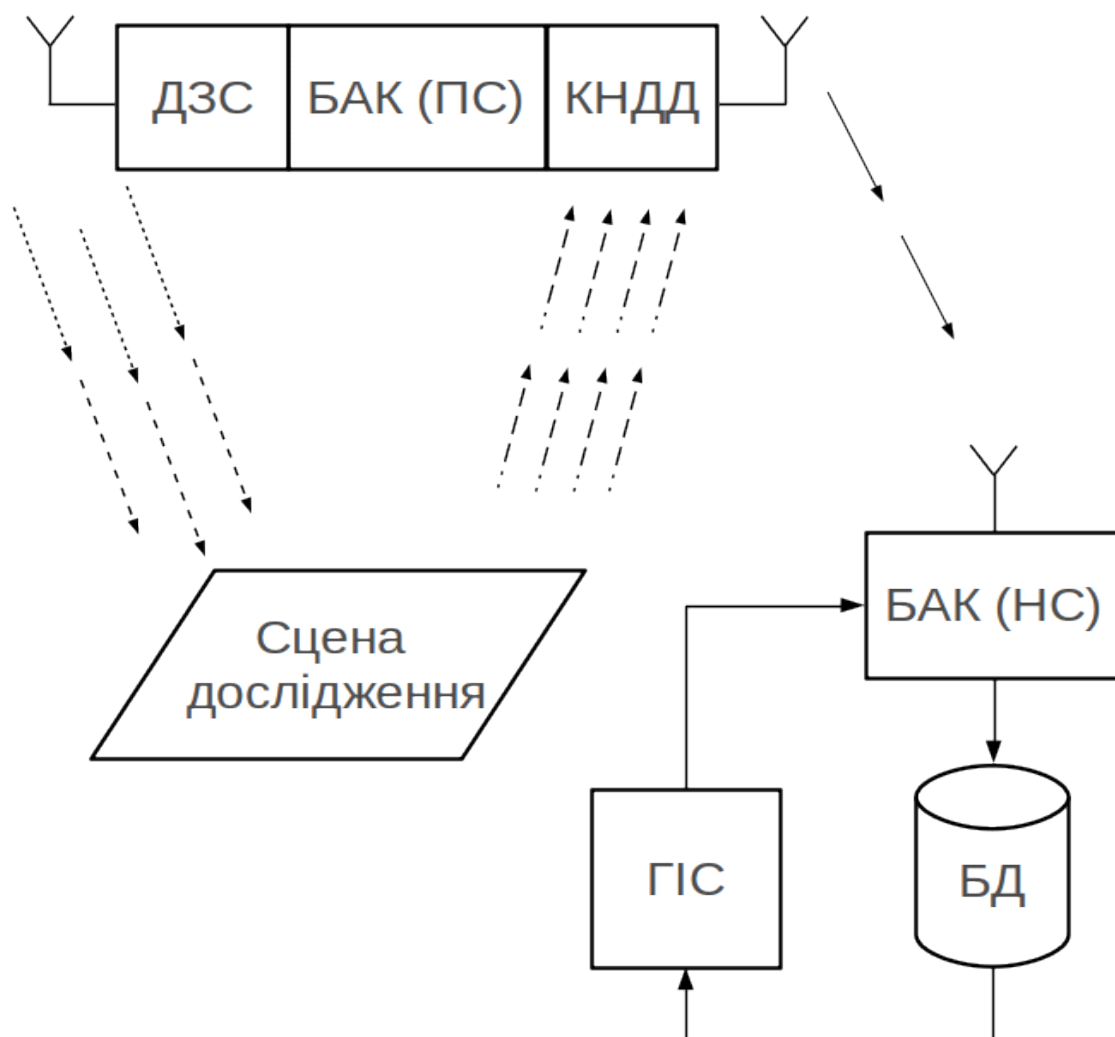 ДЗС БАК (ПС) КНДД
Сцена
дослідження
БАК (НС)
ГІС
БД